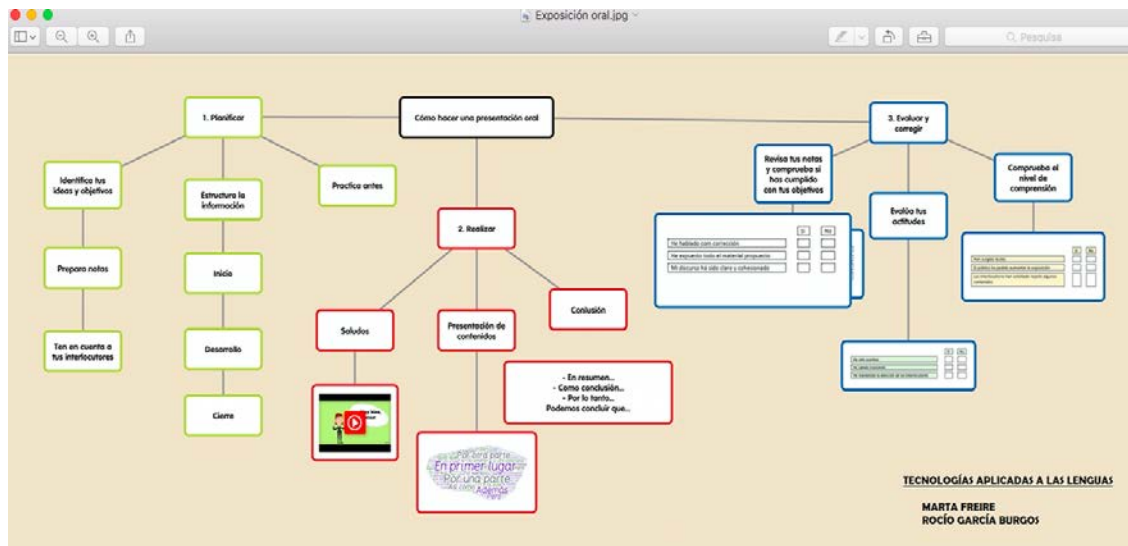 Exposición oral.jpg
Pesquisa
Cómo hacer una presentación oral
1. Planificar
Identifica tus
ideas y objetivos
Prepara notas
Ten en cuenta a
tus interlocutores
Estructura la
información
Inicio
Desarrollo
Cierre
Practica antes
2. Realizar
Saludos
Presentación de
contenidos
Por otra parte
En primer lugar
Por una parte
Además
Conlusión
- En resumen...
- Como conclusión...
- Por lo tanto...
Podemos concluir que...
3. Evaluar y
corregir
Revisa tus notas
y comprueba si
has cumplido
con tus objetivos
Sí No
He hablado com corrección
He expuesto todo el material propuesto
Mi discurso ha sido claro y cohesionado
Evalúa tus
actitudes
Comprueba el
nivel de
comprensión
TECNOLOGÍAS APLICADAS A LAS LENGUAS
MARTA FREIRE
ROCÍO GARCÍA BURGOS